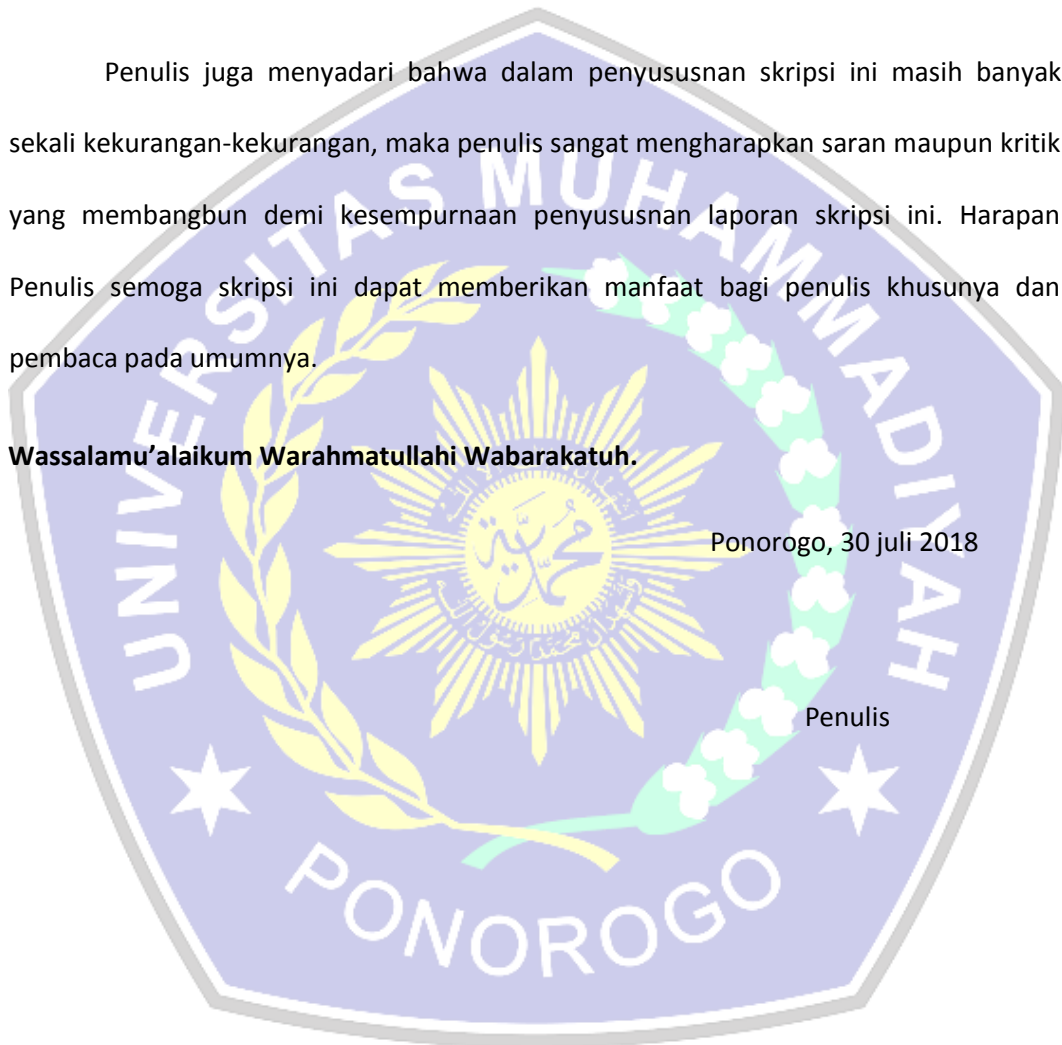 Penulis juga menyadari bahwa dalam penyususnan skripsi ini masih banyak
sekali kekurangan-kekurangan, maka penulis sangat mengharapkan saran maupun kritik
yang membangbun demi kesempurnaan penyususnan laporan skripsi ini. Harapan
Penulis semoga skripsi ini dapat memberikan manfaat bagi penulis khusunya dan
pembaca pada umumnya.
Wassalamu’alaikum Warahmatullahi Wabarakatuh.
Ponorogo, 30 juli 2018
Penulis
UNIVERSITAS MUHAMMADIYAH
محمدية
PONOROGO